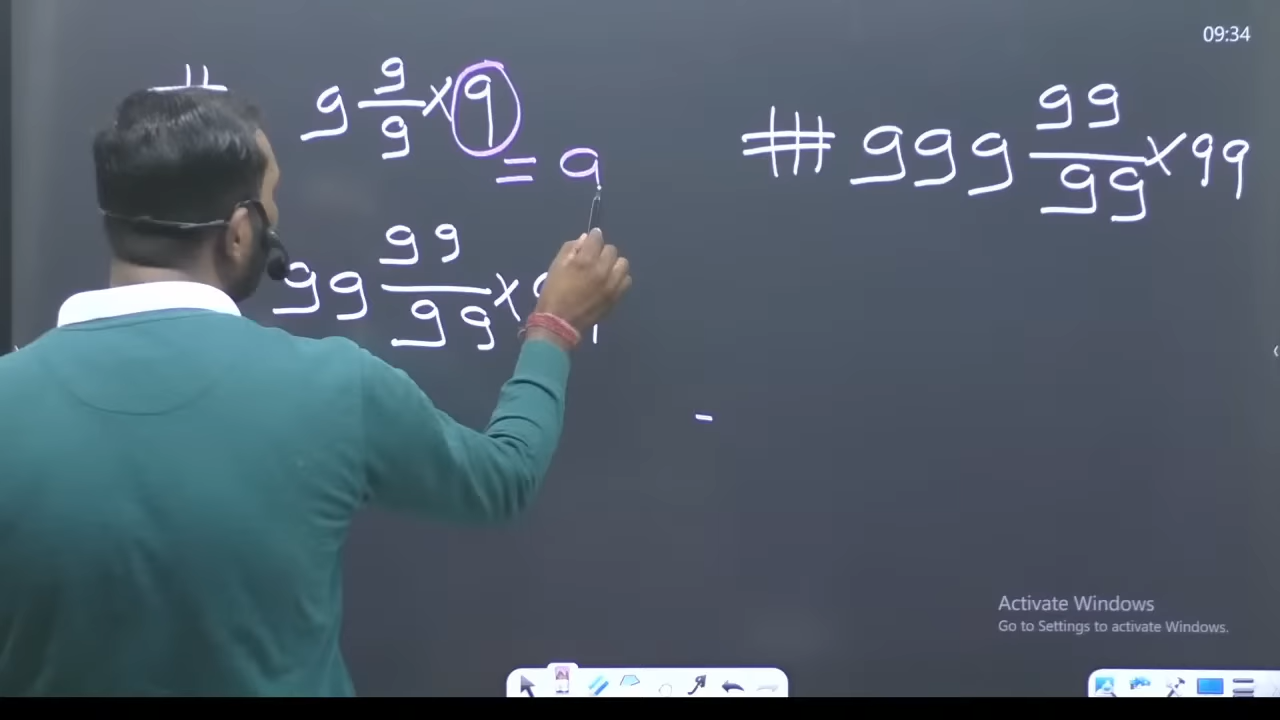 09:34
9 9/9 × 9
= 9
99 99/99 ×
999 99/99 × 99
-
Activate Windows
Go to Settings to activate Windows.